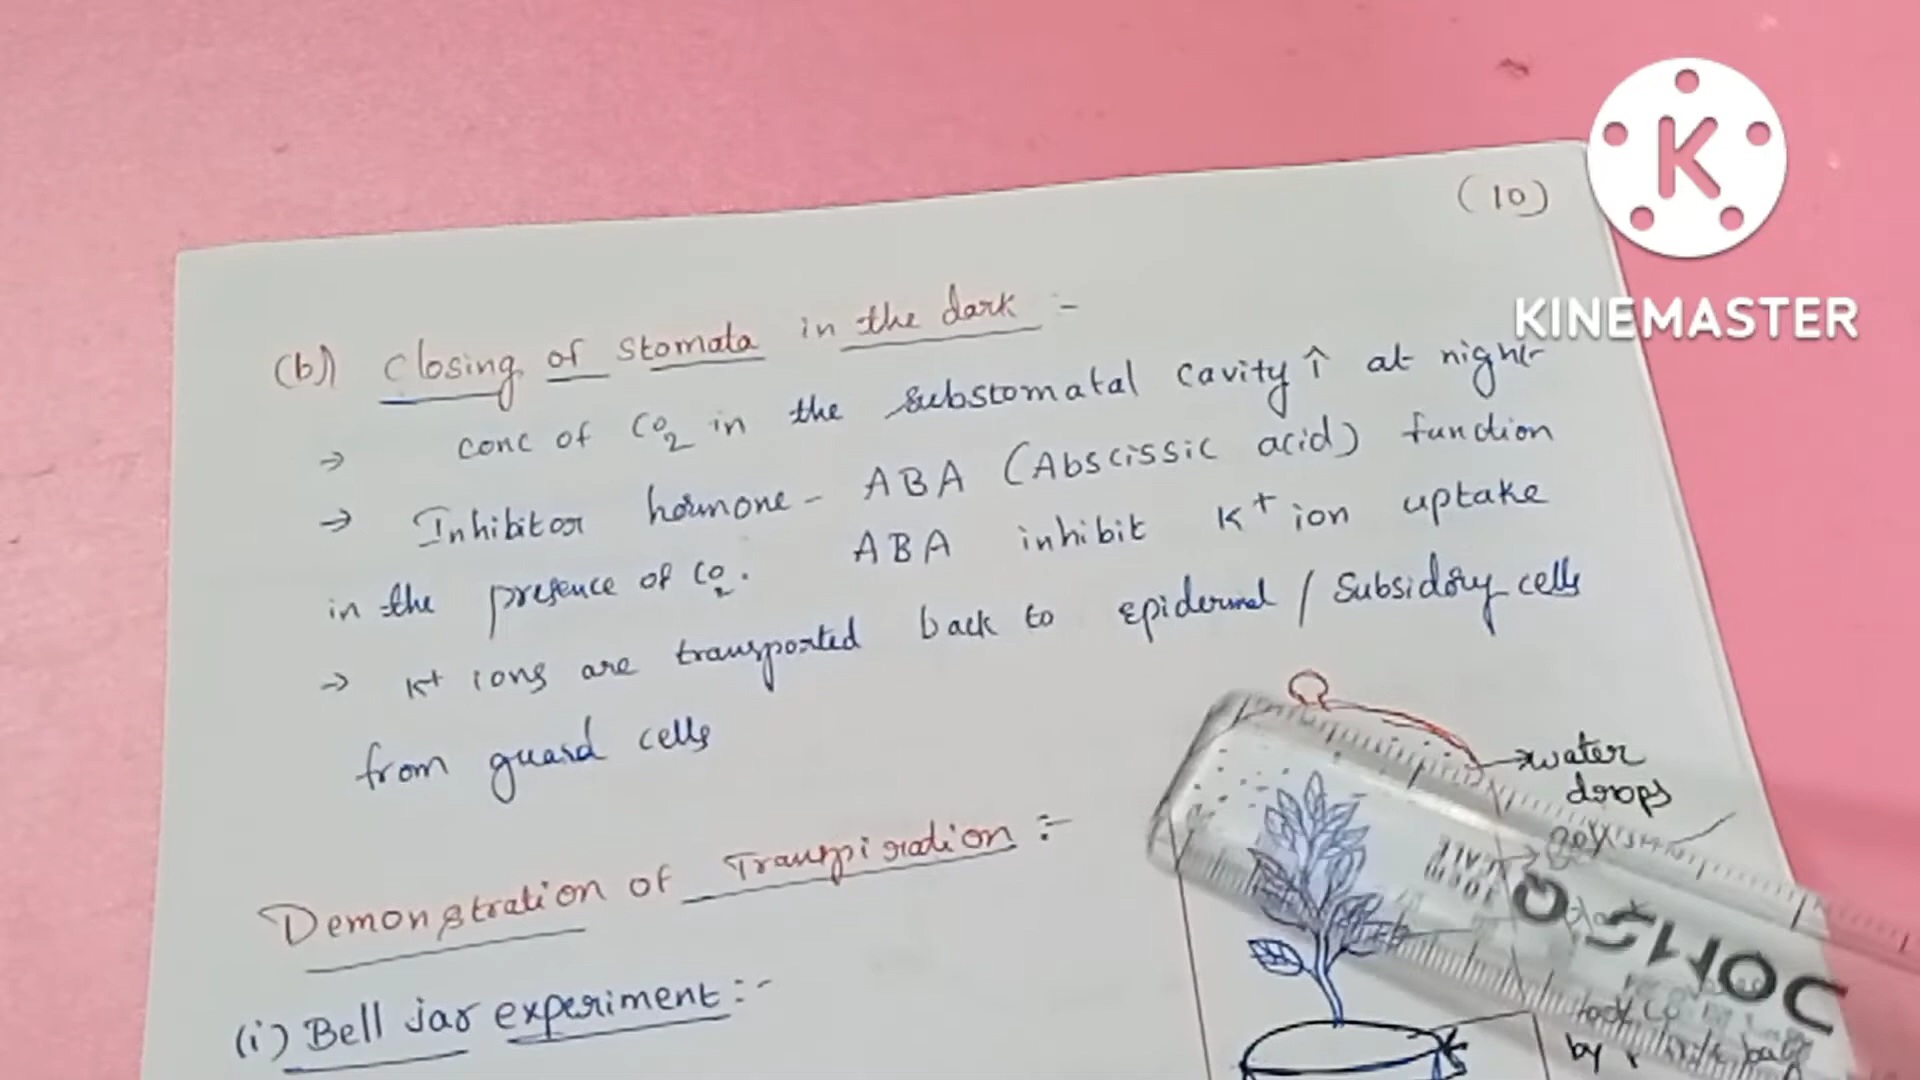 (10)
KINEMASTER
(b) Closing of Stomata in the dark :-
→ conc of CO2 in the substomatal cavity ↑ at night
→ Inhibitor hormone - ABA (Abscissic acid) function
in the presence of CO2. ABA inhibit K+ ion uptake
→ K+ ions are transported back to epidermal / Subsidory cells
from guard cells
→ water
drops
Demonstration of Transpiration :-
(i) Bell jar experiment :-
by